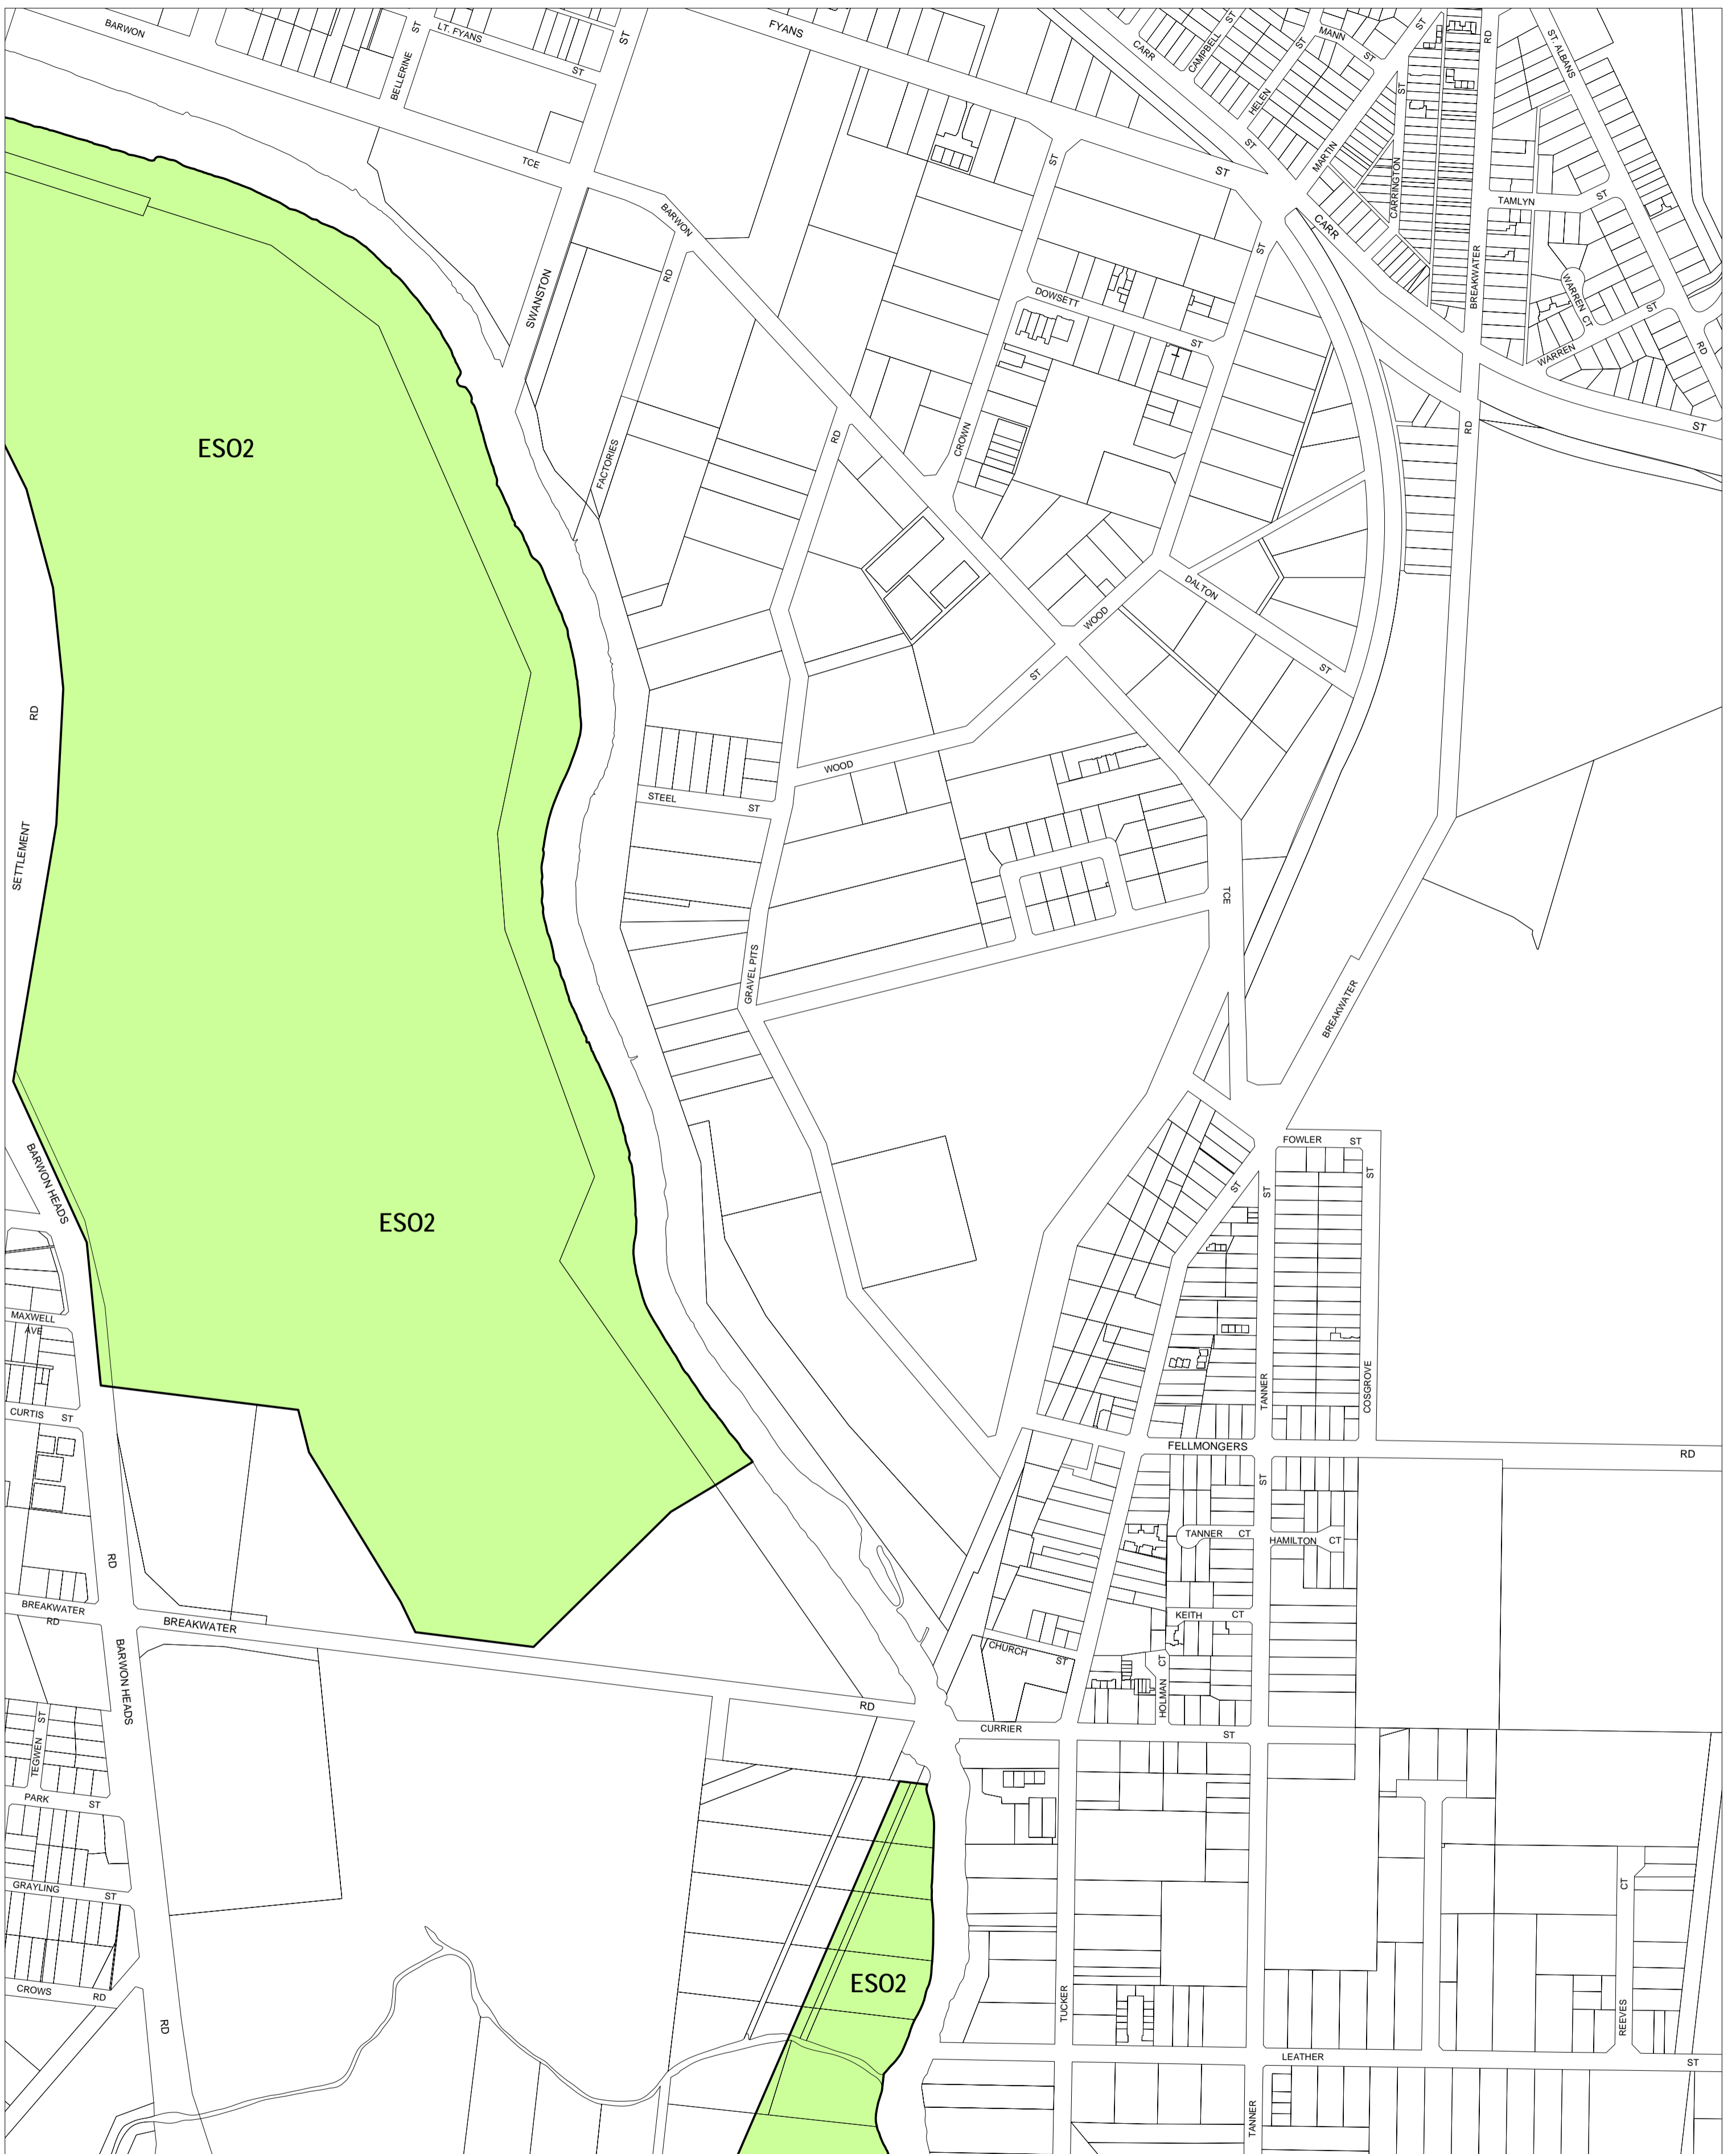 BARWON
BELLERINE
ST
LT. FYANS
ST
ST
FYANS
CARR
CAMPBELL
ST
HELEN
ST
MANN
ST
ST
ST
RD
ST. ALBANS
TCE
ST
ST
ST
MARTIN
CARRINGTON
ST
TAMLYN
ST
BARWON
CARR
SWANSTON
RD
ST
BREAKWATER
WARREN CT
ST
DOWSETT
ST
WARREN
RD
ESO2
FACTORIES
RD
CROWN
RD
ST
DALTON
WOOD
ST
ST
RD
WOOD
STEEL
ST
SETTLEMENT
TCE
GRAVEL PITS
BREAKWATER
BARWON HEADS
ESO2
FOWLER
ST
ST
ST
ST
MAXWELL
AVE
TANNER
COSGROVE
CURTIS
ST
FELLMONGERS
RD
ST
TANNER
CT
HAMILTON
CT
RD
BREAKWATER
RD
BREAKWATER
KEITH
CT
BARWON HEADS
CHURCH
ST
CT
HOLMAN
RD
CURRIER
ST
ST
TEGWEN
PARK
ST
GRAYLING
ST
CT
ESO2
CROWS
RD
RD
TUCKER
REEVES
LEATHER
ST
TANNER